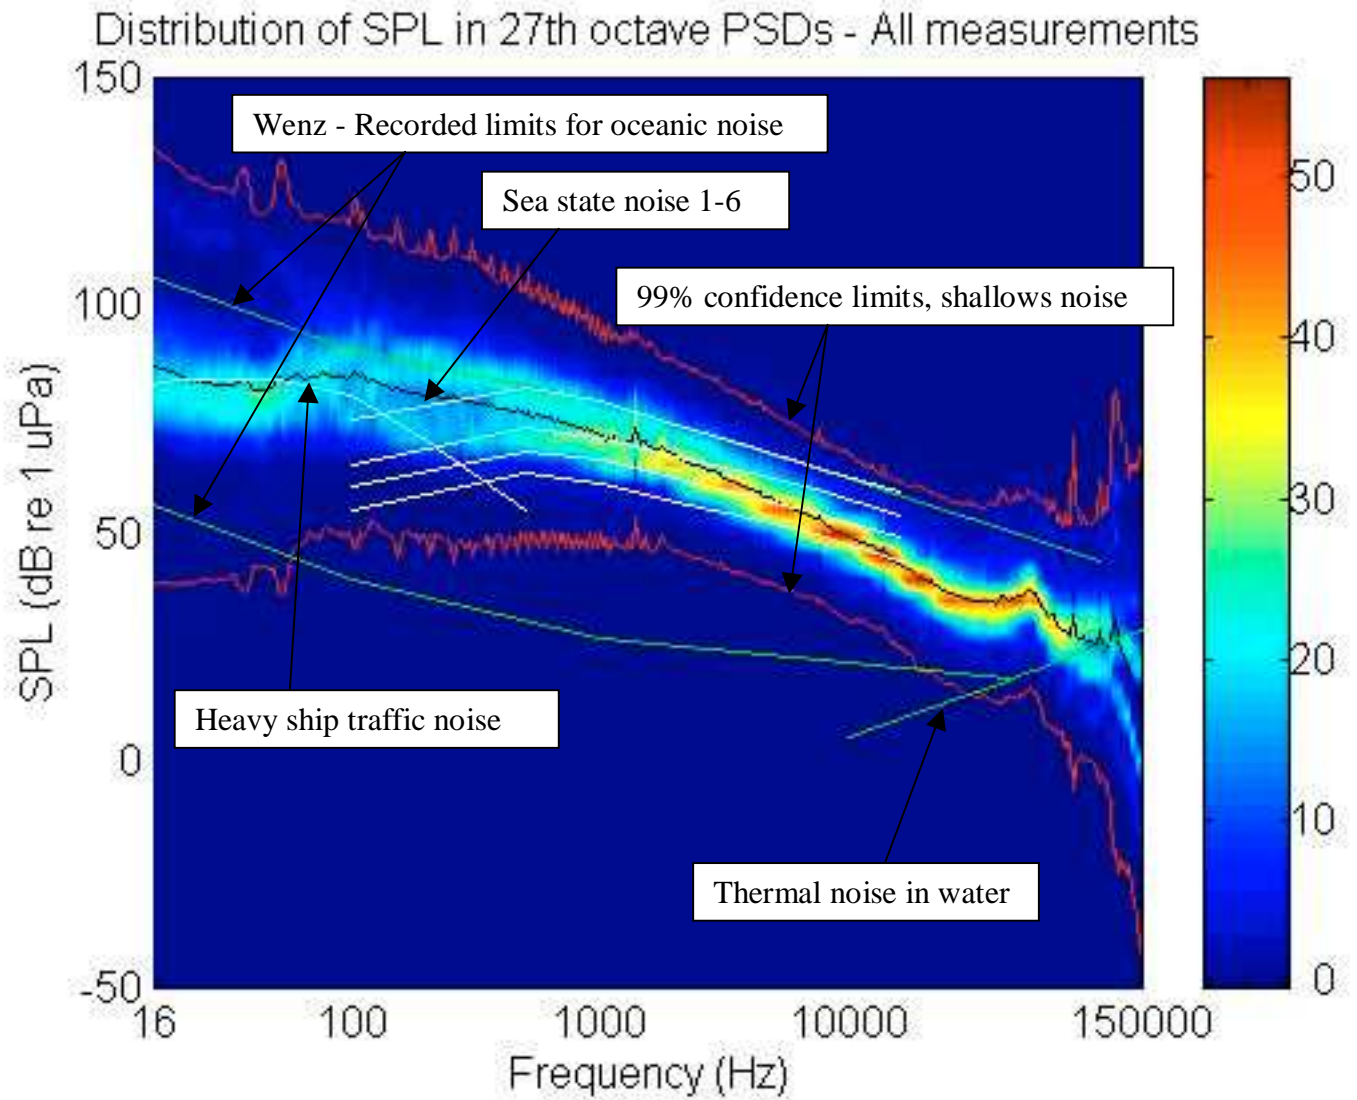 Distribution of SPL in 27th octave PSDs - All measurements
150
Wenz - Recorded limits for oceanic noise
50
Sea state noise 1-6
100
99% confidence limits, shallows noise
40
SPL (dB re 1 uPa)
50
30
20
Heavy ship traffic noise
0
10
Thermal noise in water
-50
0
16
100
1000
10000
150000
Frequency (Hz)